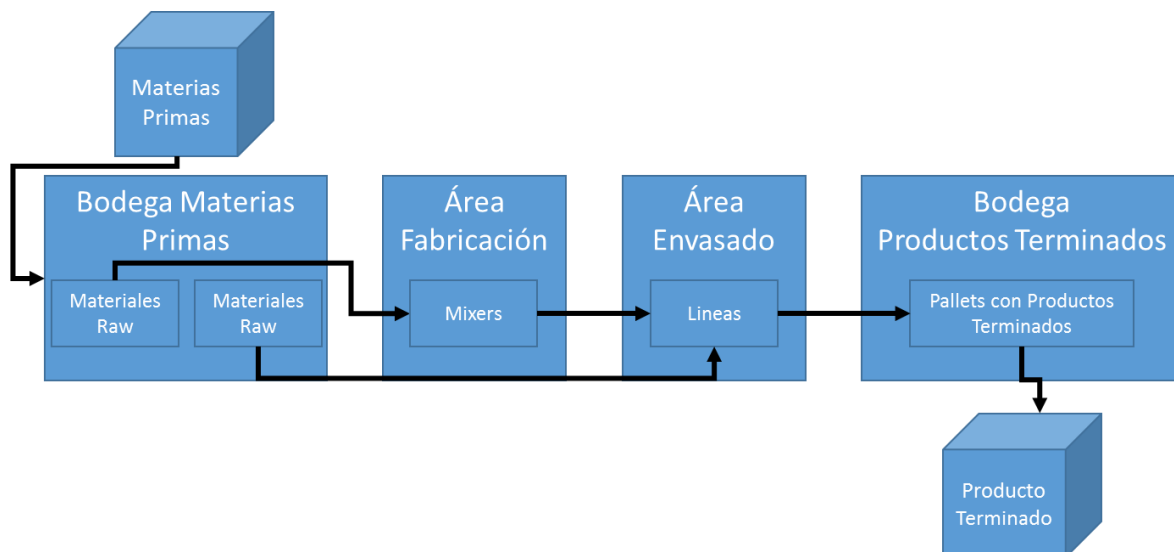 Materias
Primas
Bodega Materias
Primas
Materiales
Raw
Materiales
Raw
Área
Fabricación
Mixers
Área
Envasado
Lineas
Bodega
Productos Terminados
Pallets con Productos
Terminados
Producto
Terminado